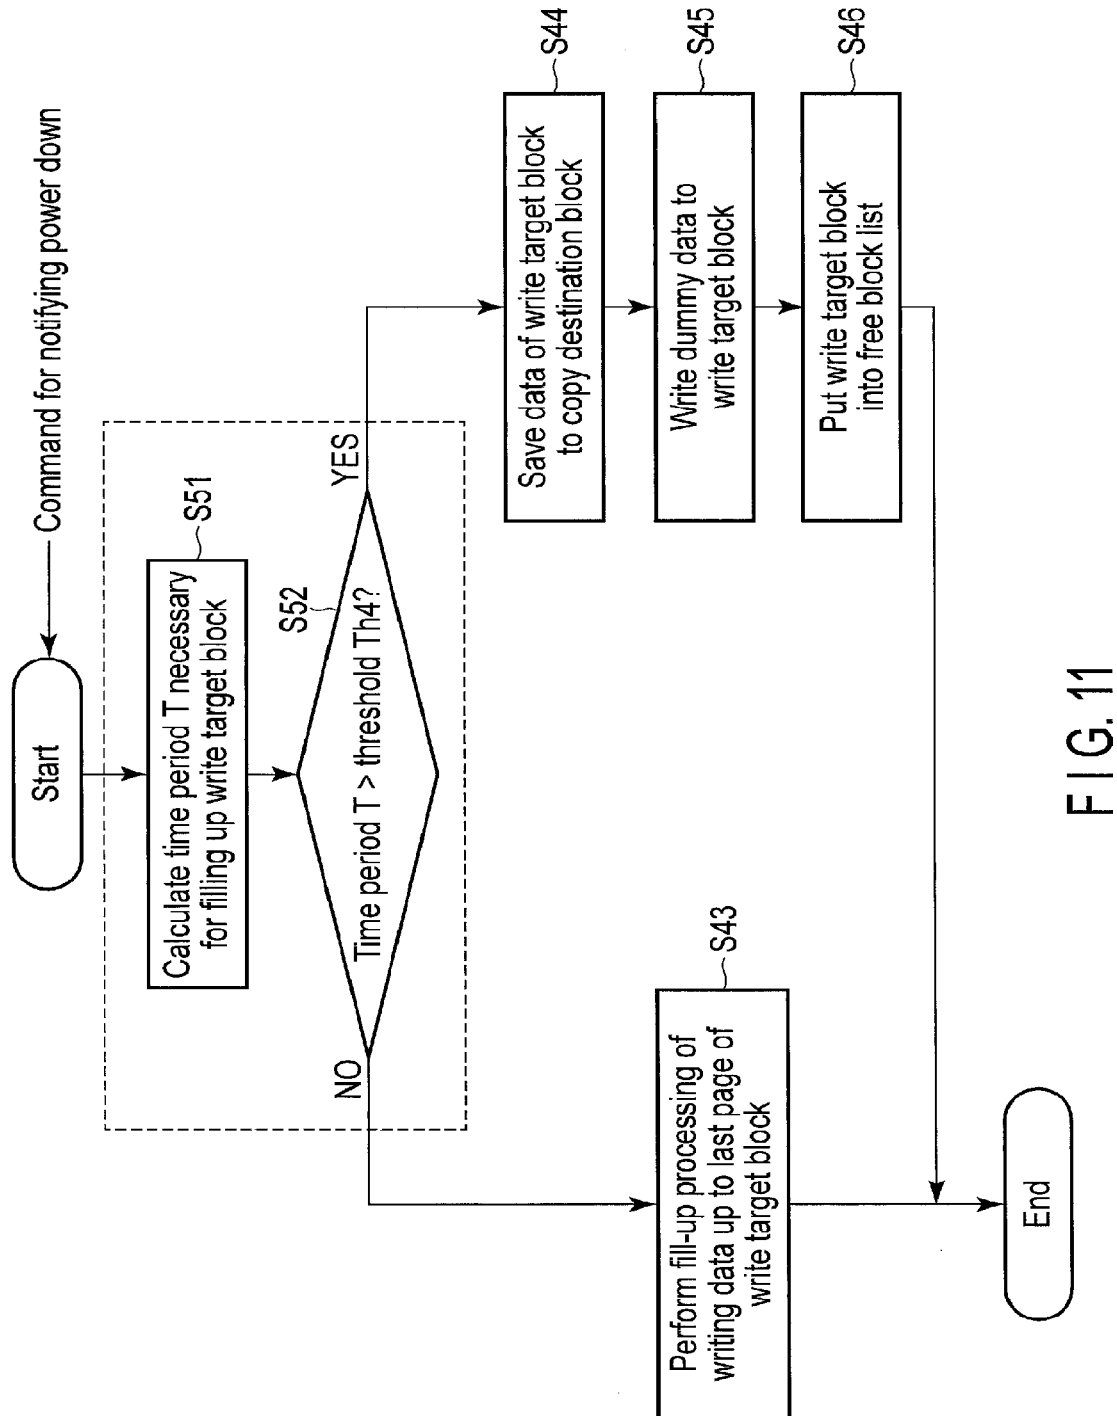 Start
Command for notifying power down
Calculate time period T necessary
for filling up write target block
S51
S52
Time period T > threshold Th4?
NO
YES
Perform fill-up processing of
writing data up to last page of
write target block
S43
Save data of write target block
to copy destination block
S44
Write dummy data to
write target block
S45
Put write target block
into free block list
S46
End
FIG. 11